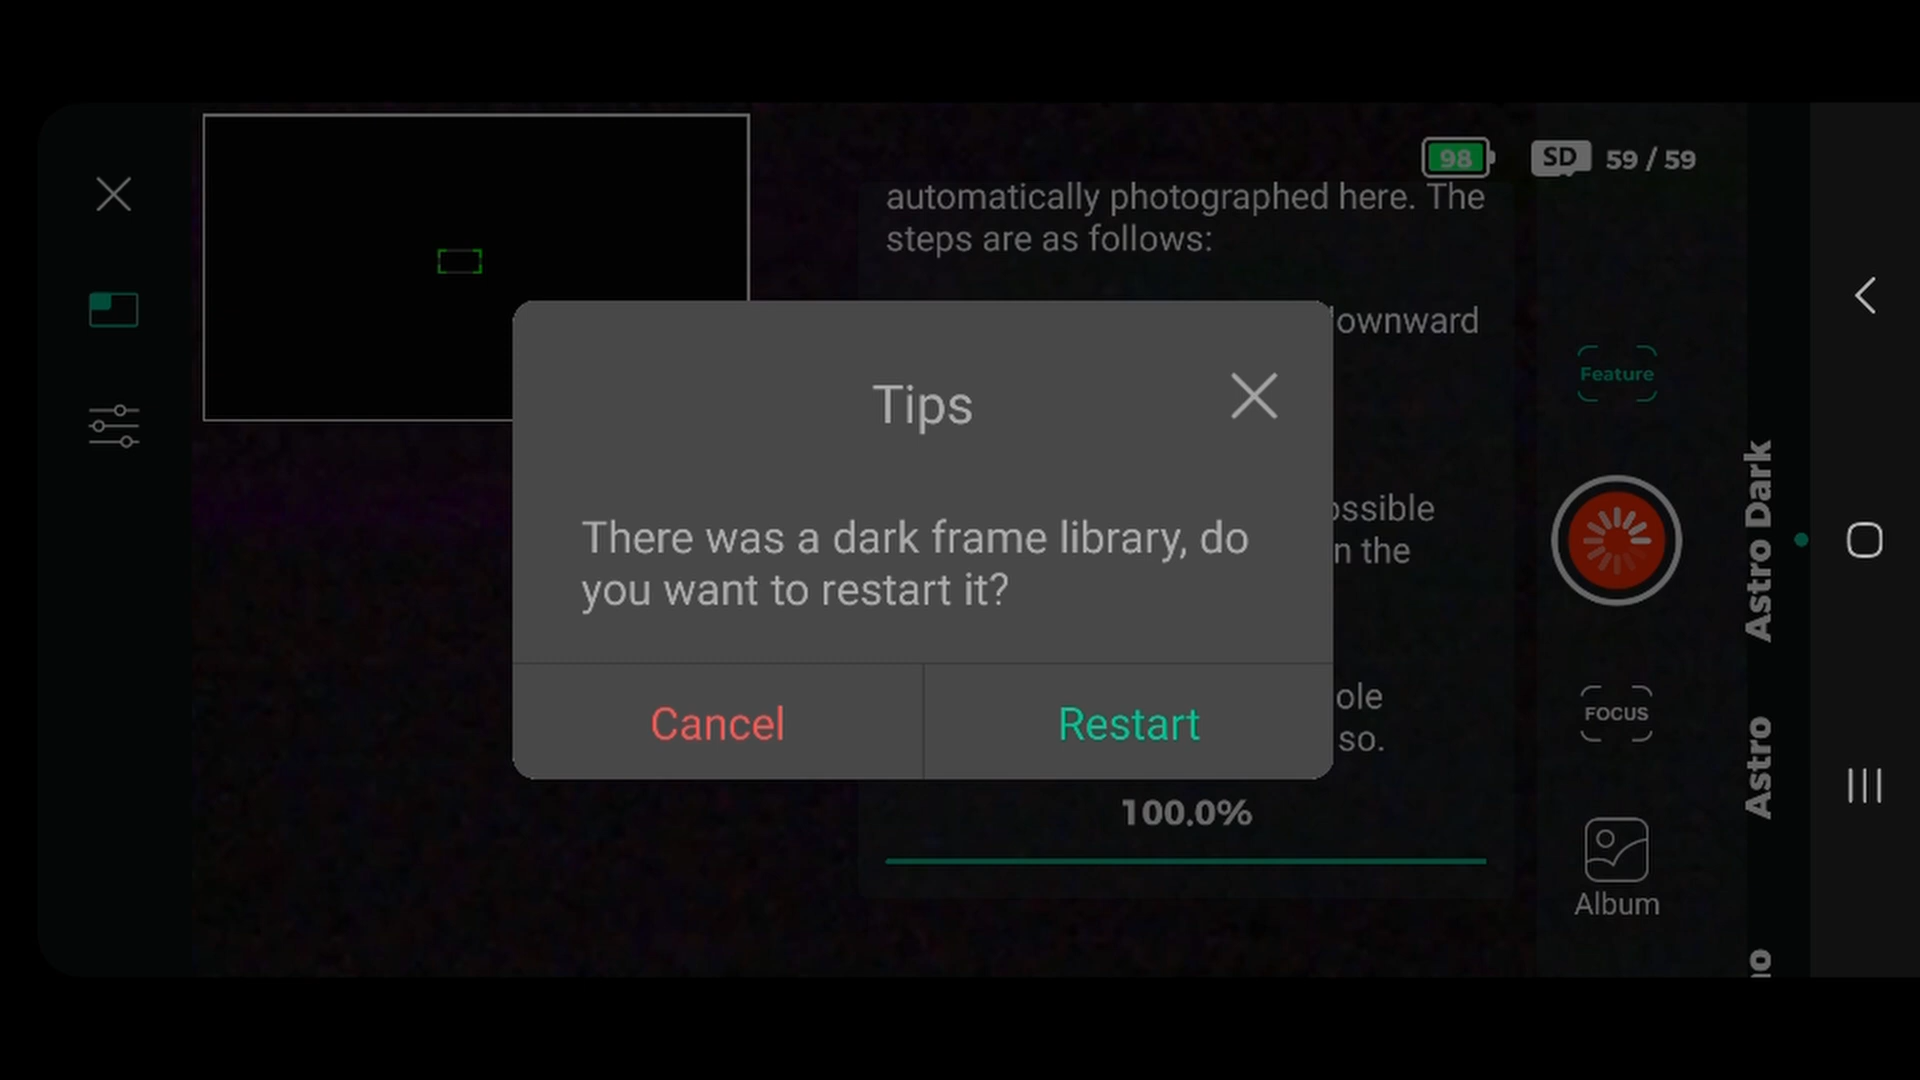 98
SD 59 / 59
automatically photographed here. The
steps are as follows:
ownward
Feature
Tips
ossible
n the
There was a dark frame library, do
you want to restart it?
Astro Dark
ole
so.
FOCUS
Cancel
Restart
Astro
100.0%
Album